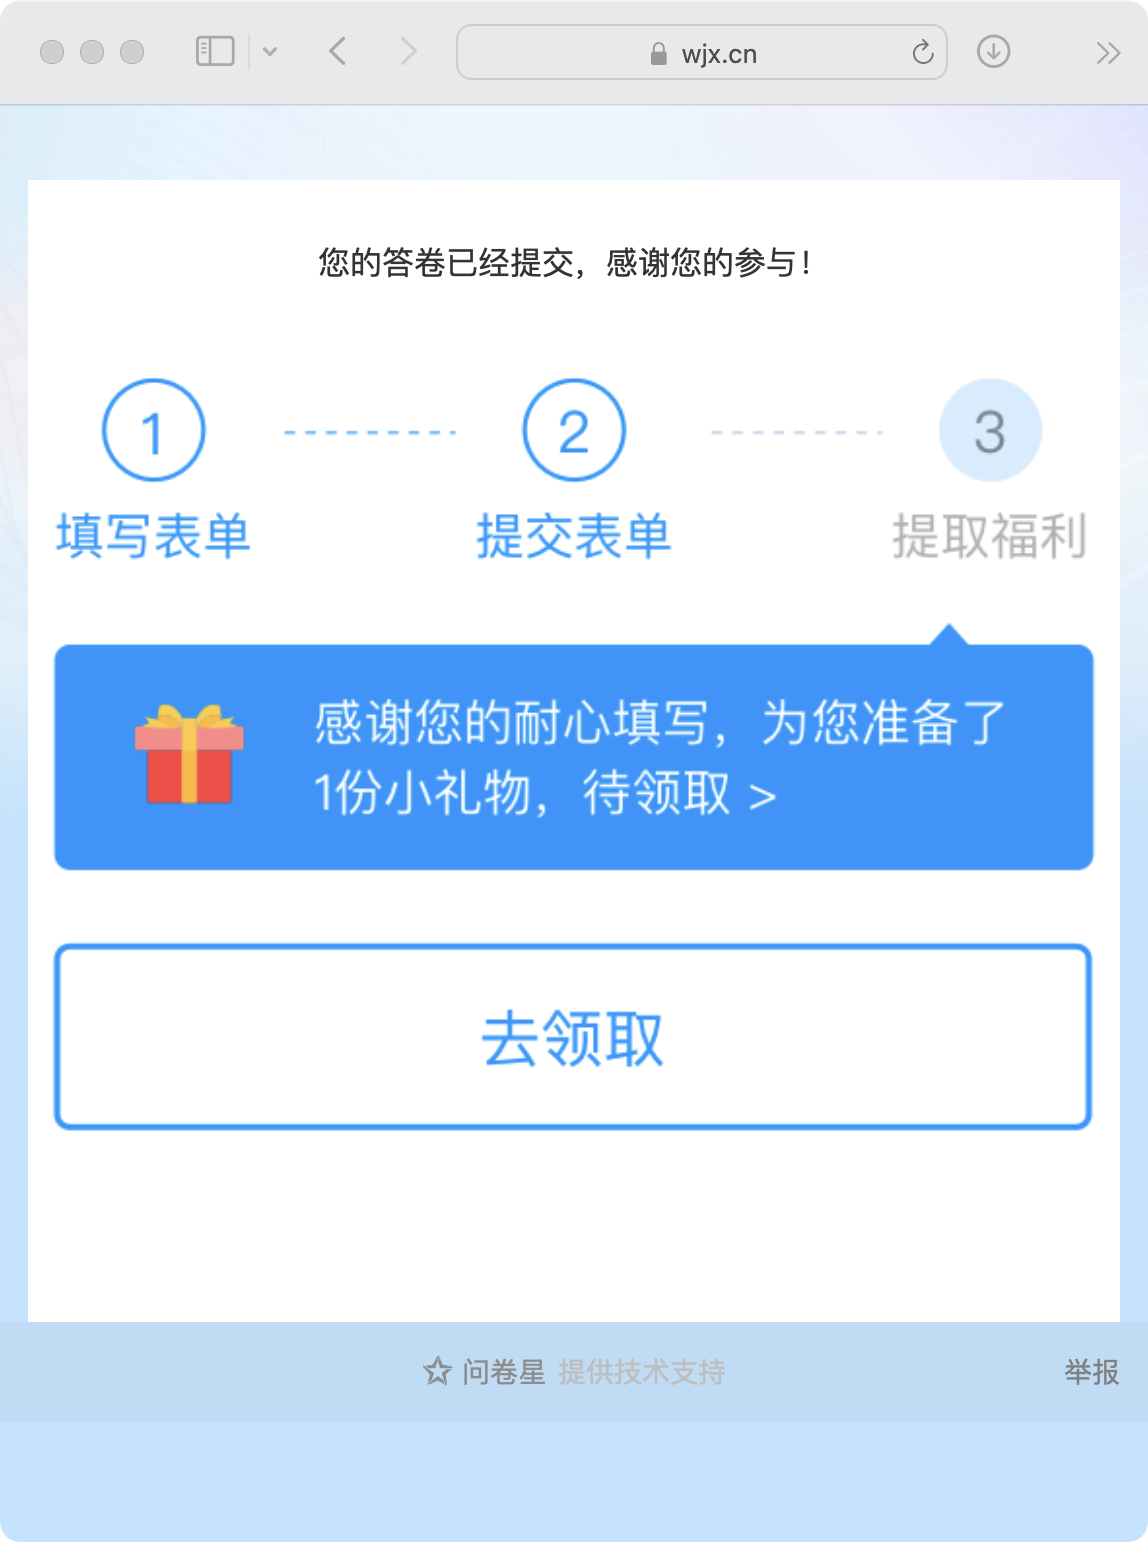 wjx.cn
您的答卷已经提交，感谢您的参与！
1
2
3
填写表单
提交表单
提取福利
感谢您的耐心填写，为您准备了
1份小礼物，待领取 >
去领取
问卷星 提供技术支持
举报